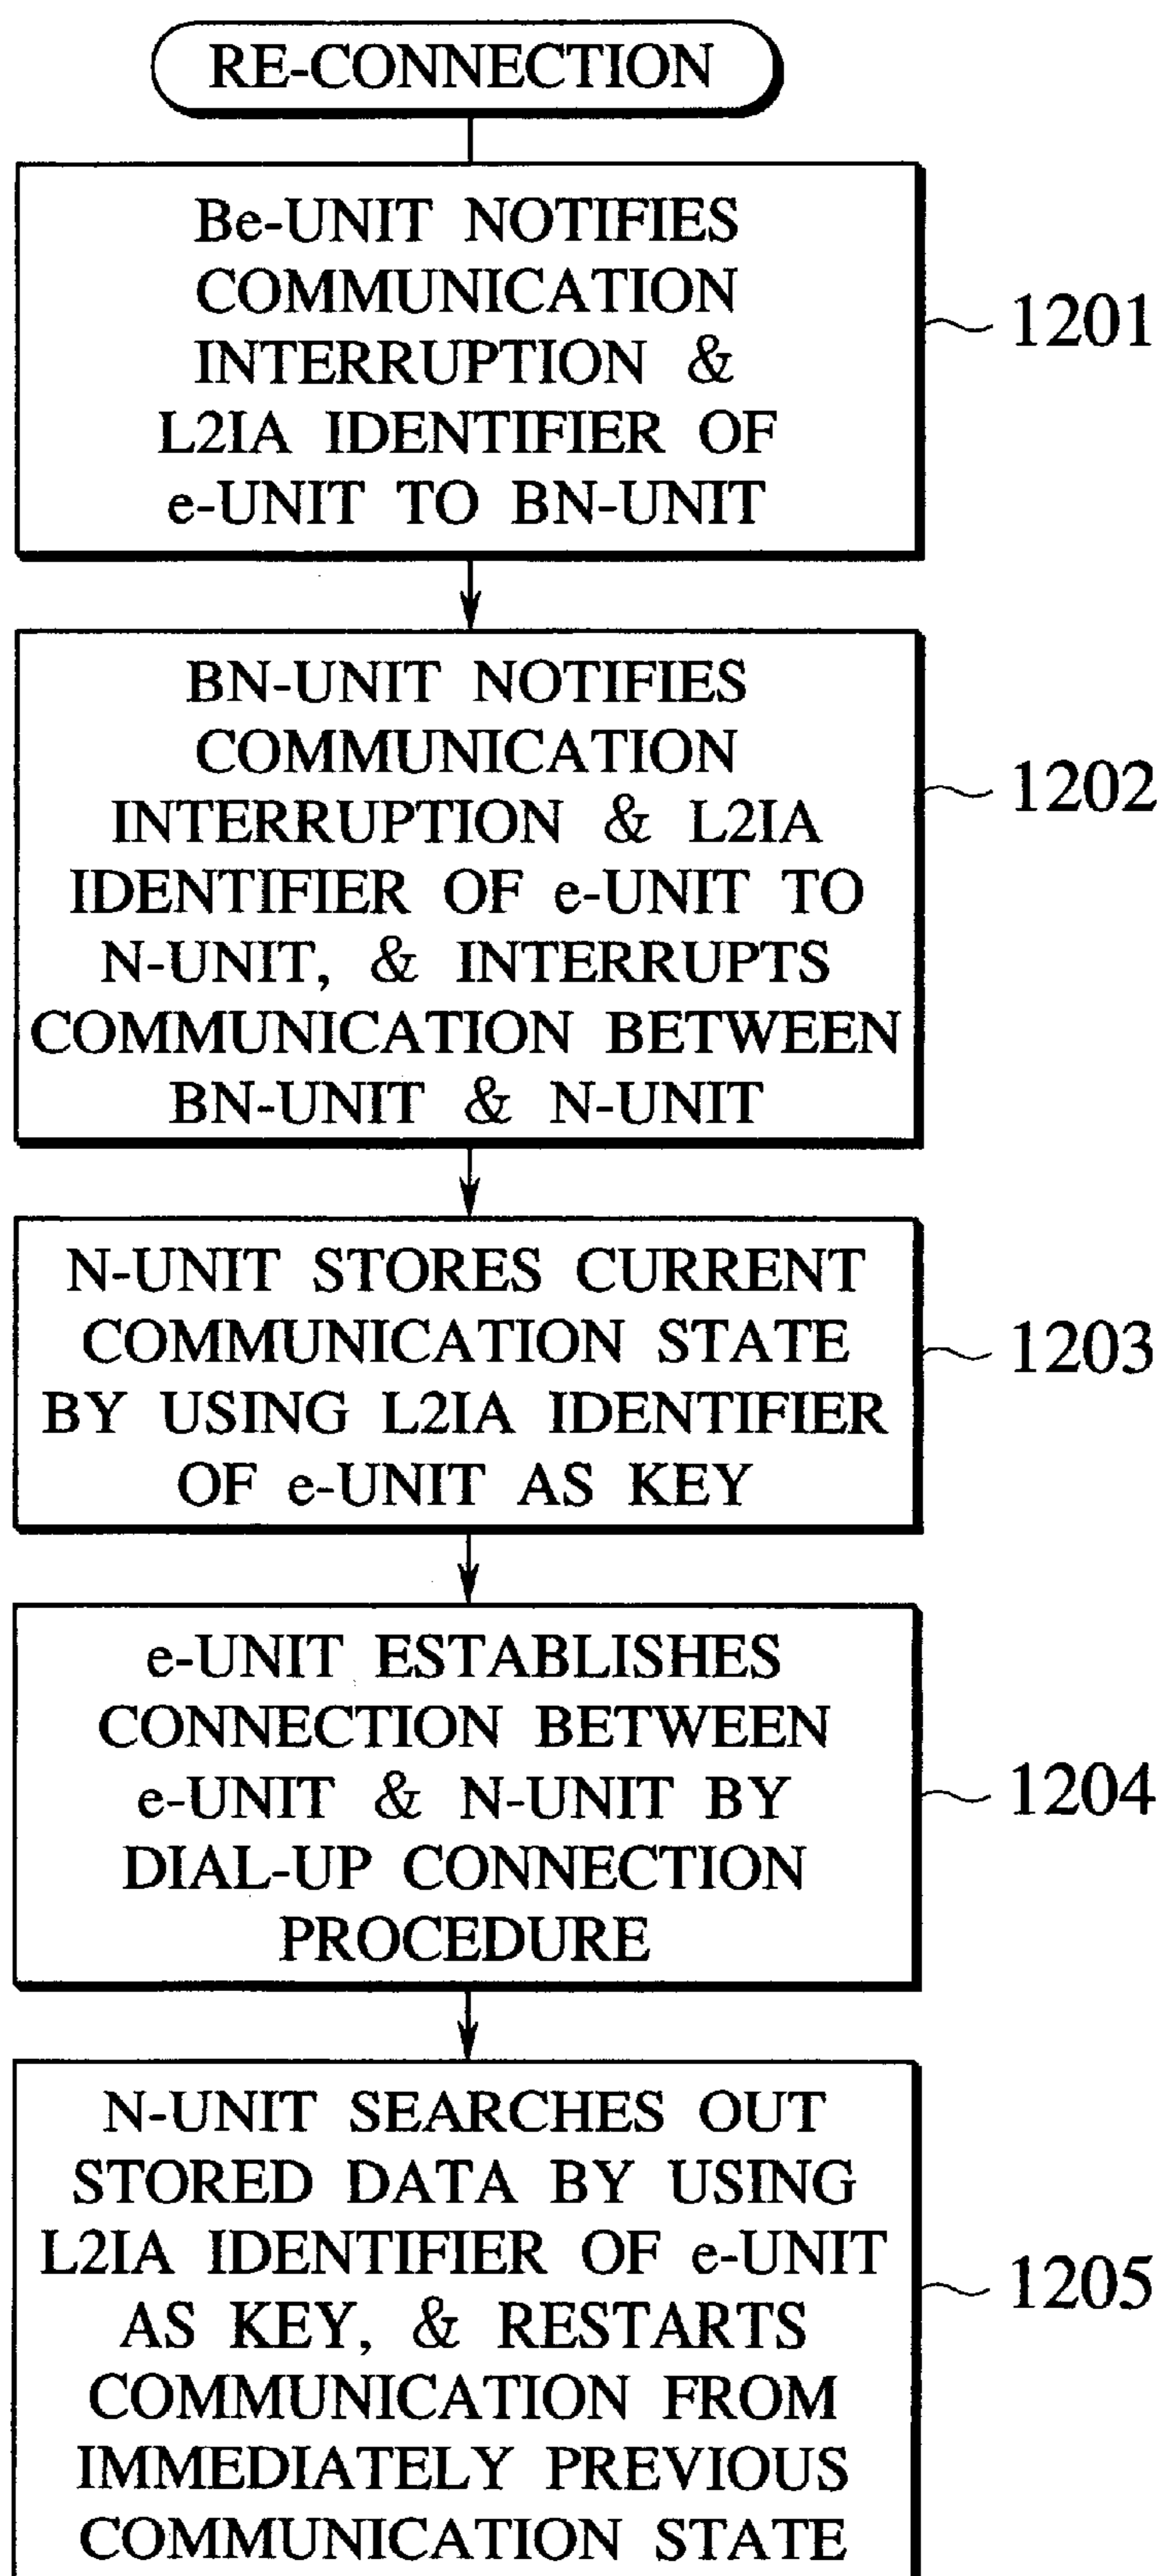 RE-CONNECTION
Be-UNIT NOTIFIES
COMMUNICATION
INTERRUPTION &
L2IA IDENTIFIER OF
e-UNIT TO BN-UNIT
1201
BN-UNIT NOTIFIES
COMMUNICATION
INTERRUPTION & L2IA
IDENTIFIER OF e-UNIT TO
N-UNIT, & INTERRUPTS
COMMUNICATION BETWEEN
BN-UNIT & N-UNIT
1202
N-UNIT STORES CURRENT
COMMUNICATION STATE
BY USING L2IA IDENTIFIER
OF e-UNIT AS KEY
1203
e-UNIT ESTABLISHES
CONNECTION BETWEEN
e-UNIT & N-UNIT BY
DIAL-UP CONNECTION
PROCEDURE
1204
N-UNIT SEARCHES OUT
STORED DATA BY USING
L2IA IDENTIFIER OF e-UNIT
AS KEY, & RESTARTS
COMMUNICATION FROM
IMMEDIATELY PREVIOUS
COMMUNICATION STATE
1205